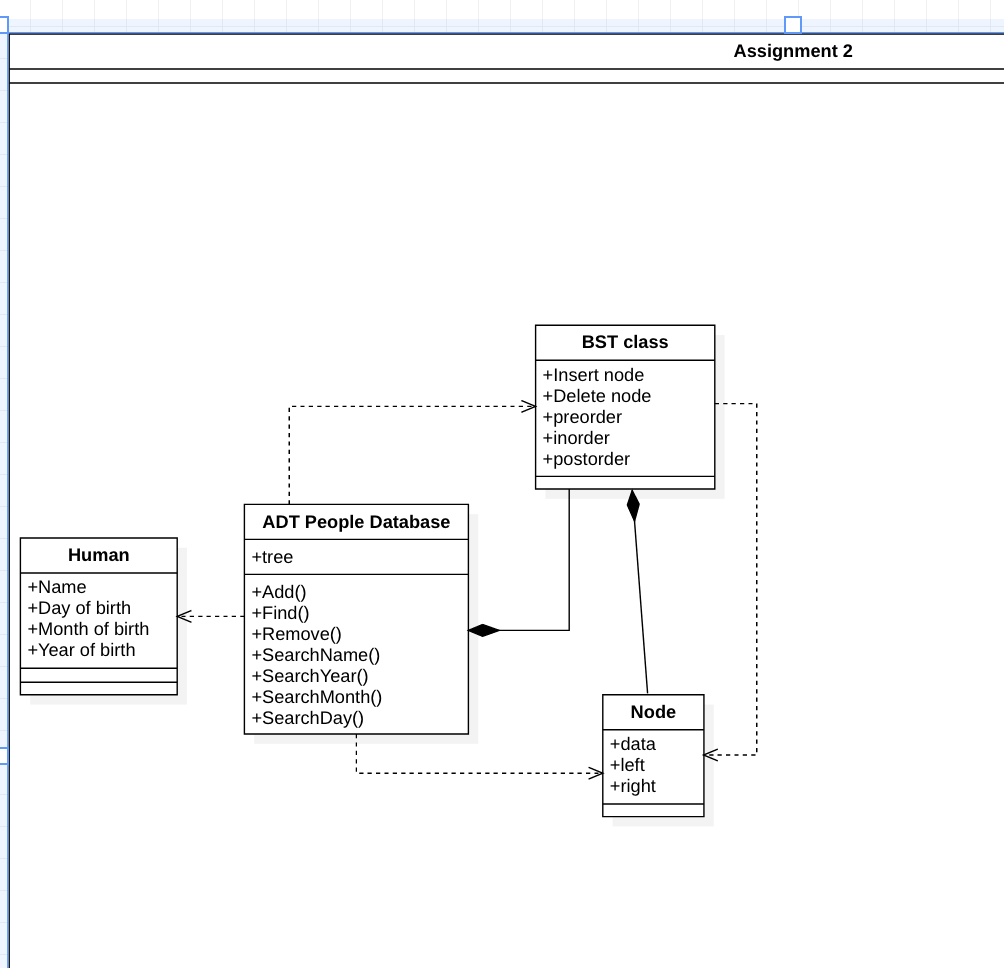 Assignment 2
BST class
+Insert node
+Delete node
+preorder
+inorder
+postorder
ADT People Database
+tree
+Add()
+Find()
+Remove()
+SearchName()
+SearchYear()
+SearchMonth()
+SearchDay()
Human
+Name
+Day of birth
+Month of birth
+Year of birth
Node
+data
+left
+right